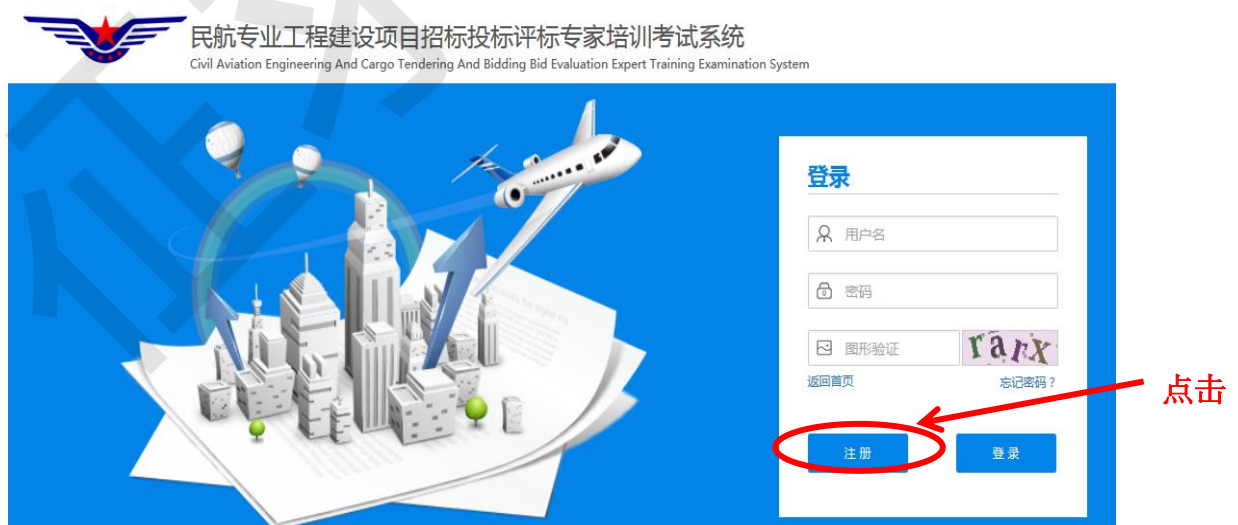 民航专业工程建设项目招标投标评标专家培训考试系统
Civil Aviation Engineering And Cargo Tendering And Bidding Bid Evaluation Expert Training Examination System
登录
用户名
密码
图形验证
rarx
返回首页
忘记密码？
点击
注册
登录